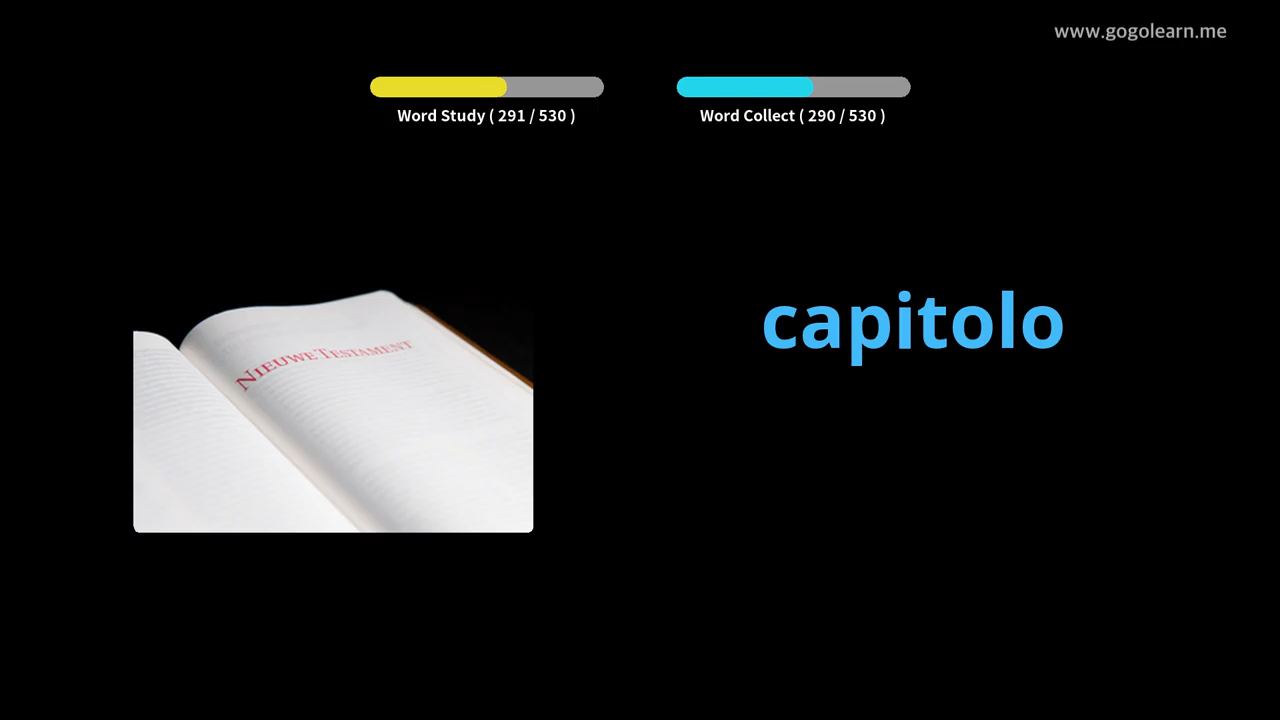 www.gogolearn.me
Word Study ( 291 / 530 )
Word Collect ( 290 / 530 )
capitolo
NIEUWE TESTAMENT